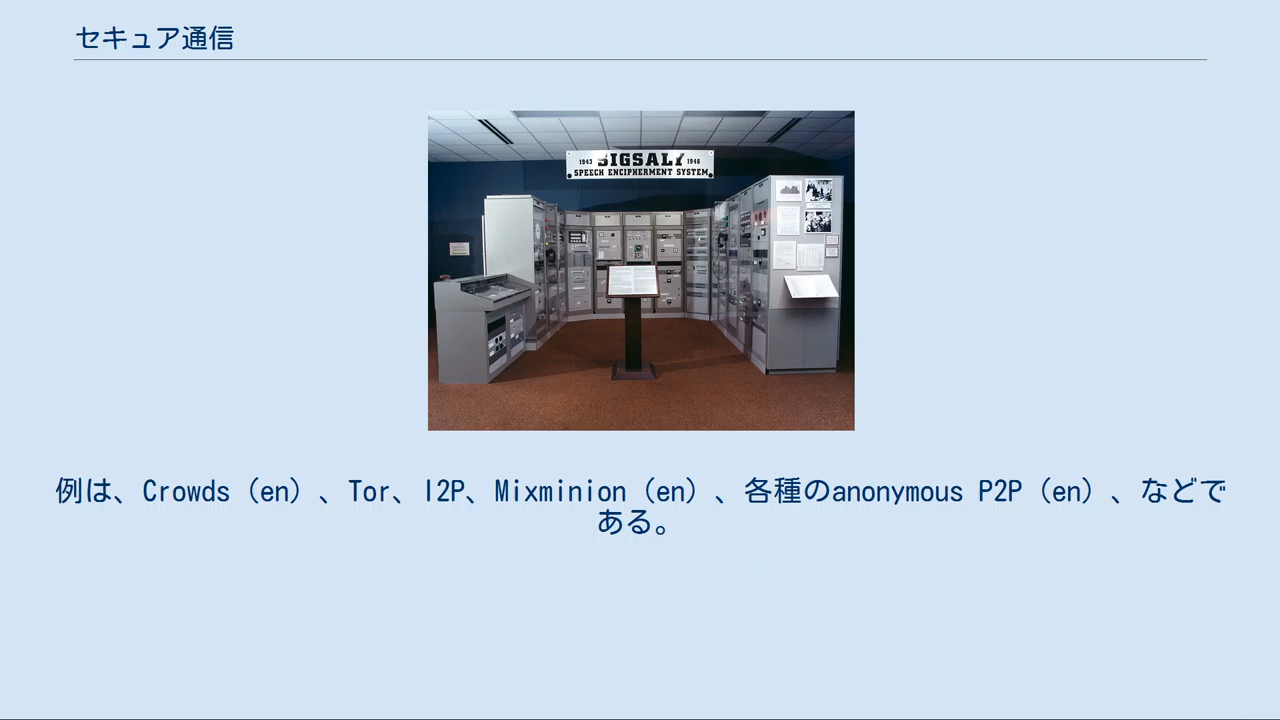 セキュア通信
1943 SIGSALY 1946
SPEECH ENCIPHERMENT SYSTEM
例は、Crowds（en）、Tor、I2P、Mixminion（en）、各種のanonymous P2P（en）、などで
ある。